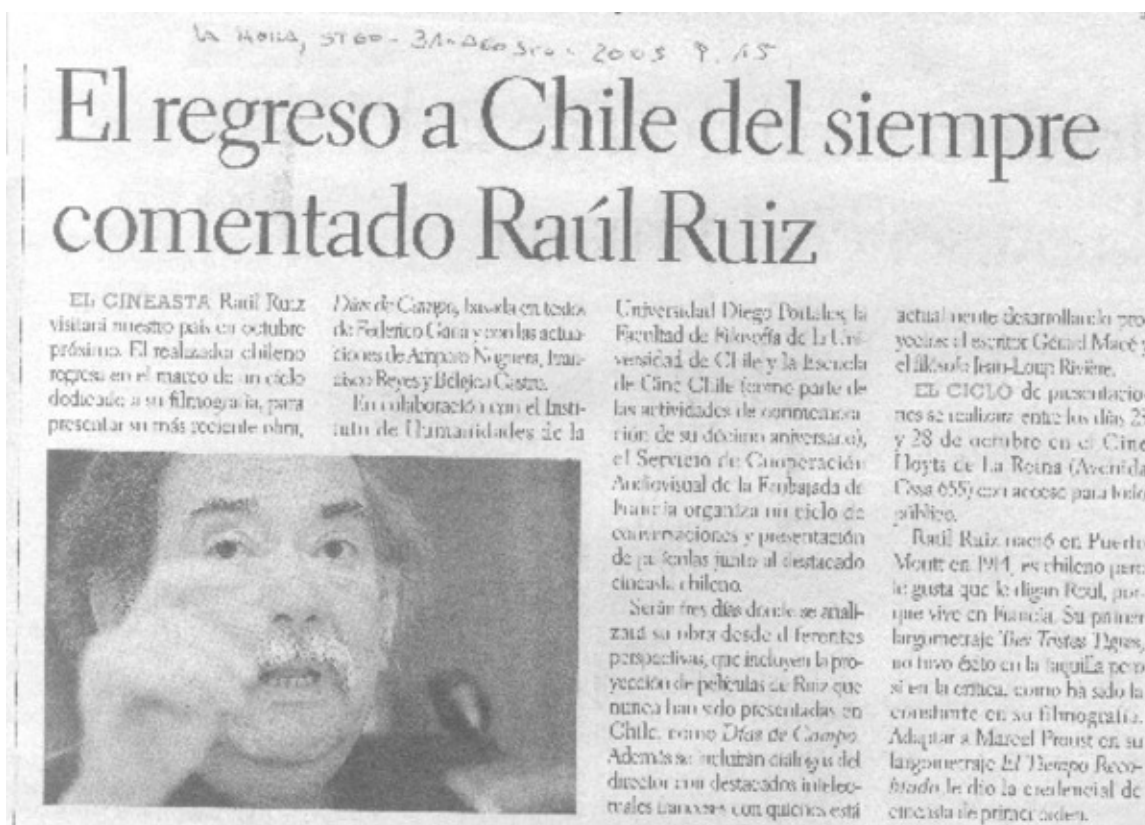 La Hora, STGO - 31-Agosto - 2005 P. 15
El regreso a Chile del siempre
comentado Raúl Ruiz
EL CINEASTA Raúl Ruiz
visitará nuestro país en octubre
próximo. El realizador chileno
regresa en el marco de un ciclo
dedicado a su filmografía, para
presentar su más reciente obra,
Días de Campo, basada en textos
de Federico Gana y con las actua-
ciones de Amparo Noguera, Fran-
cisco Reyes y Bélgica Castro.
En colaboración con el Insti-
tuto de Humanidades de la
Universidad Diego Portales, la
Facultad de Filosofía de la Uni-
versidad de Chile y la Escuela
de Cine Chile (como parte de
las actividades de conmemora-
ción de su décimo aniversario),
el Servicio de Cooperación
Audiovisual de la Embajada de
Francia organiza un ciclo de
conversaciones y presentación
de películas junto al destacado
cineasta chileno.
Serán tres días donde se anali-
zará su obra desde diferentes
perspectivas, que incluyen la pro-
yección de películas de Ruiz que
nunca han sido presentadas en
Chile, como Días de Campo.
Además se incluirán diálogos del
director con destacados intelec-
tuales franceses con quienes está
actualmente desarrollando pro
yectos: el escritor Gérard Macé y
el filósofo Jean-Loup Rivière.
EL CICLO de presentacio
nes se realizará entre los días
y 28 de octubre en el Cine
Hoyts de La Reina (Avenida
Ossa 655) con acceso para todo
público.
Raúl Ruiz nació en Puerto
Montt en es chileno pero
le gusta que le digan Raul, por-
que vive en Francia. Su primer
largometraje Tres Tristes Tigres,
no tuvo éxito en la taquilla pero
sí en la crítica, como ha sido la
constante en su filmografía.
Adaptar a Marcel Proust en su
largometraje El Tiempo Reco-
brado le dio la credencial de
cineasta de primer orden.